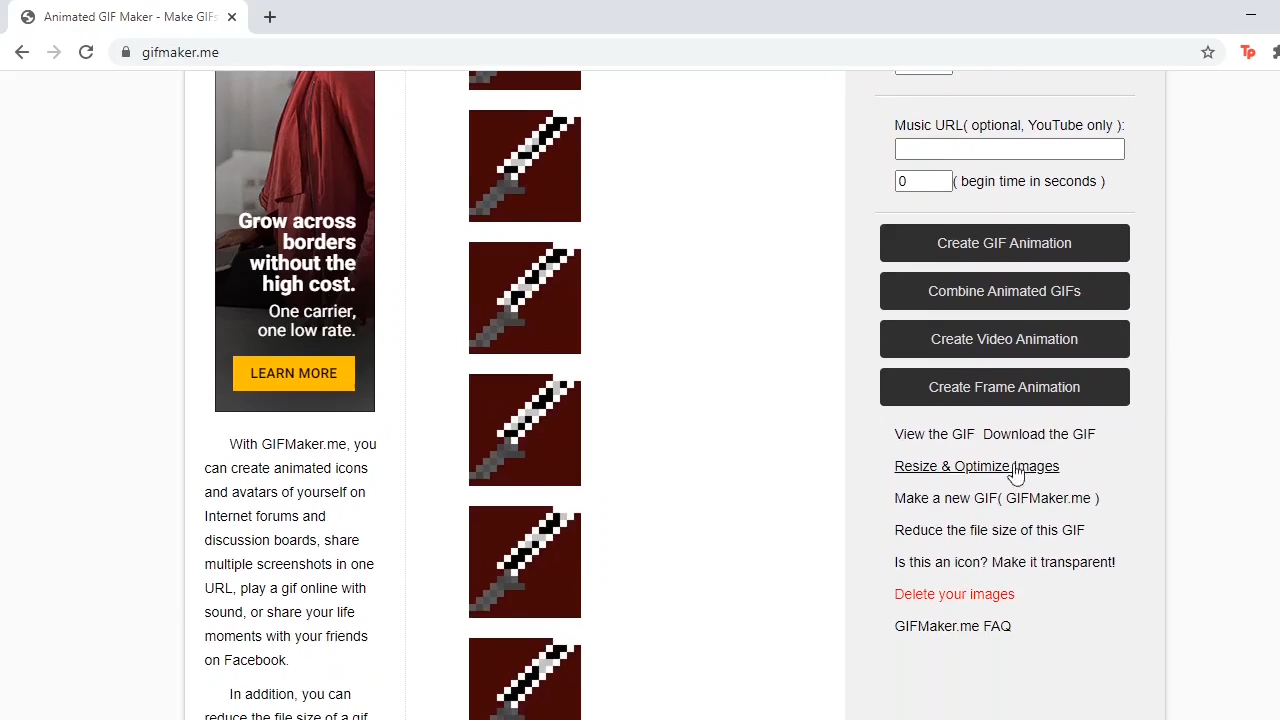 Animated GIF Maker - Make GIFs
gifmaker.me
Tp
Grow across
borders
without the
high cost.
One carrier,
one low rate.
LEARN MORE
With GIFMaker.me, you
can create animated icons
and avatars of yourself on
Internet forums and
discussion boards, share
multiple screenshots in one
URL, play a gif online with
sound, or share your life
moments with your friends
on Facebook.
In addition, you can
reduce the file size of a gif
Music URL( optional, YouTube only ):
0 ( begin time in seconds )
Create GIF Animation
Combine Animated GIFs
Create Video Animation
Create Frame Animation
View the GIF Download the GIF
Resize & Optimize Images
Make a new GIF( GIFMaker.me )
Reduce the file size of this GIF
Is this an icon? Make it transparent!
Delete your images
GIFMaker.me FAQ